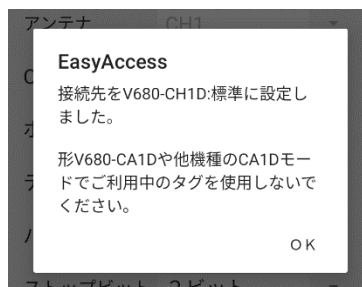 アンテナ CH1
EasyAccess
接続先をV680-CH1D:標準に設定し
ました。
形V680-CA1Dや他機種のCA1Dモー
ドでご利用中のタグを使用しないで
ください。
OK
ストップビット 2ビット